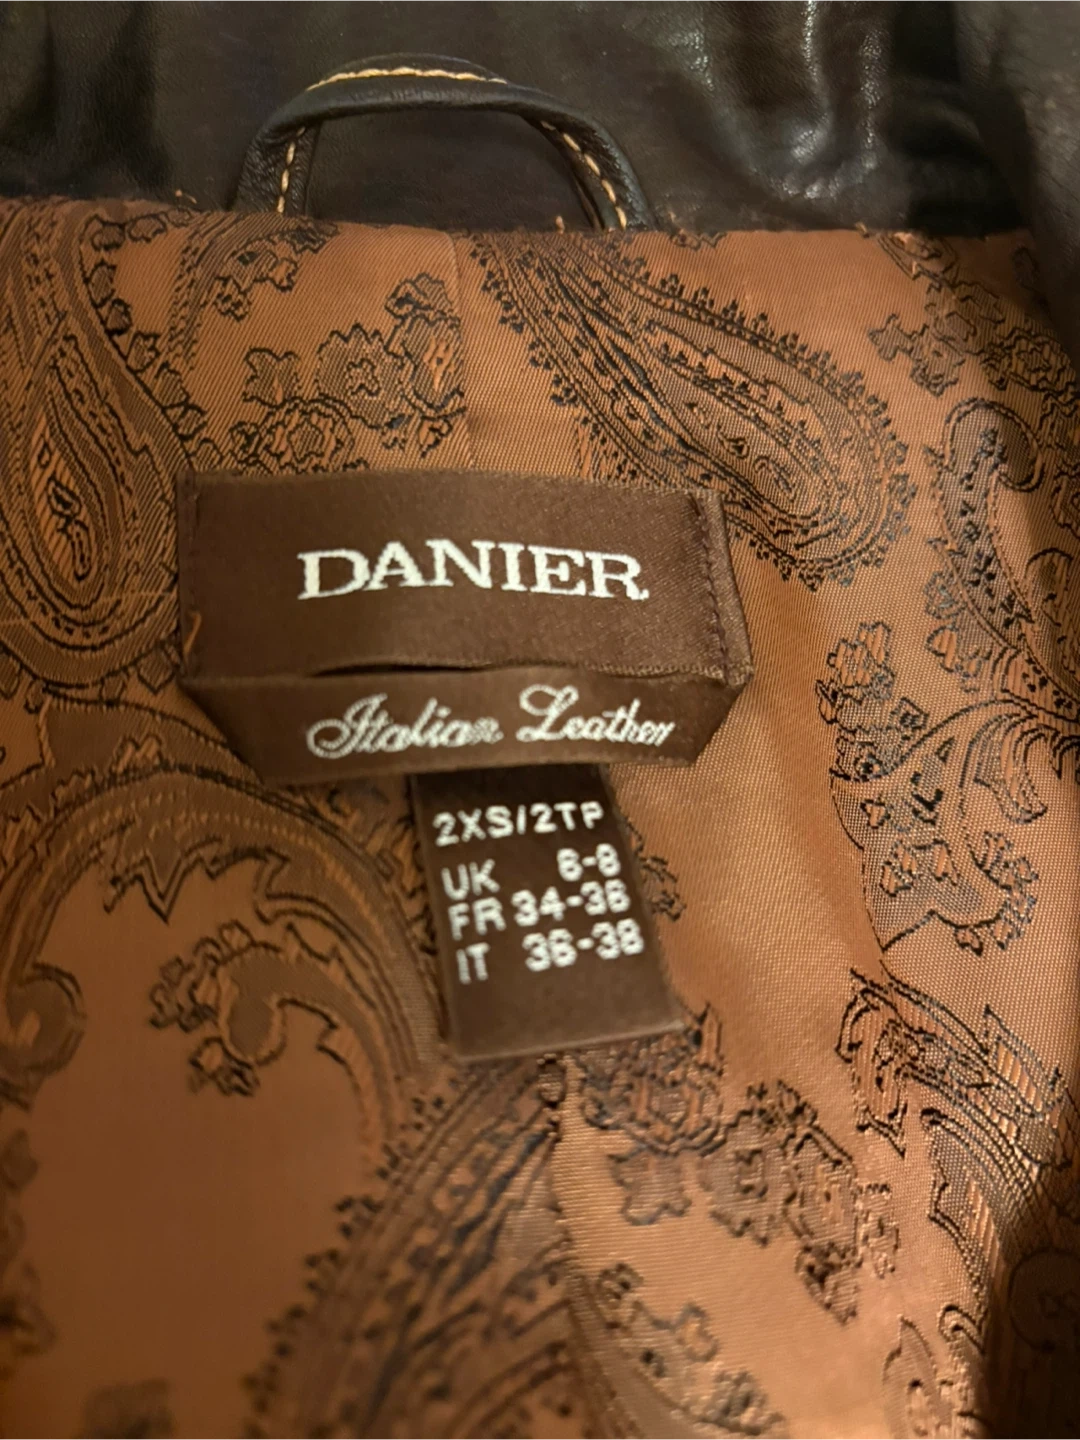 DANIER
Italian Leather
2XS/2TP
UK 6-8
FR 34-36
IT 36-38